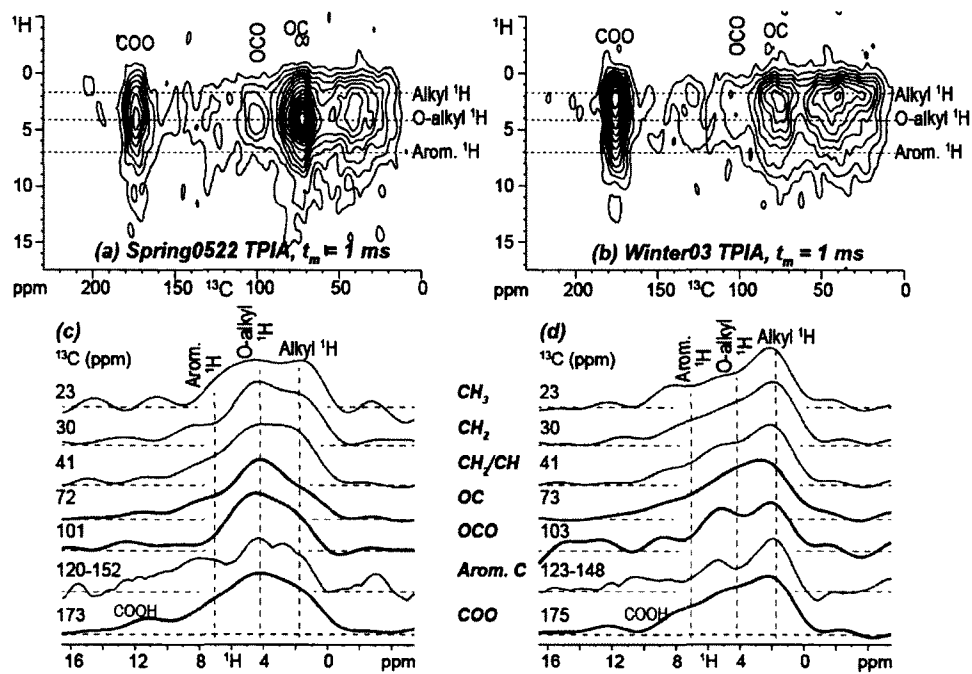 ¹H
COO
OCO
OC
0
5
10
15
Alkyl ¹H
O-alkyl ¹H
Arom. ¹H
(a) Spring0522 TPIA, tₘ = 1 ms
ppm 200 150 ¹³C 100 50 0
¹H
COO
OCO
OC
0
5
10
15
Alkyl ¹H
O-alkyl ¹H
Arom. ¹H
(b) Winter03 TPIA, tₘ = 1 ms
ppm 200 150 ¹³C 100 50 0
(c)
¹³C (ppm)
Arom. ¹H
O-alkyl ¹H
Alkyl ¹H
23
30
41
72
101
120-152
173
COOH
16 12 8 ¹H 4 0 ppm
CH₃
CH₂
CH₂/CH
OC
OCO
Arom. C
COO
(d)
¹³C (ppm)
Arom. ¹H
O-alkyl ¹H
Alkyl ¹H
23
30
41
73
103
123-148
175
COOH
16 12 8 ¹H 4 0 ppm